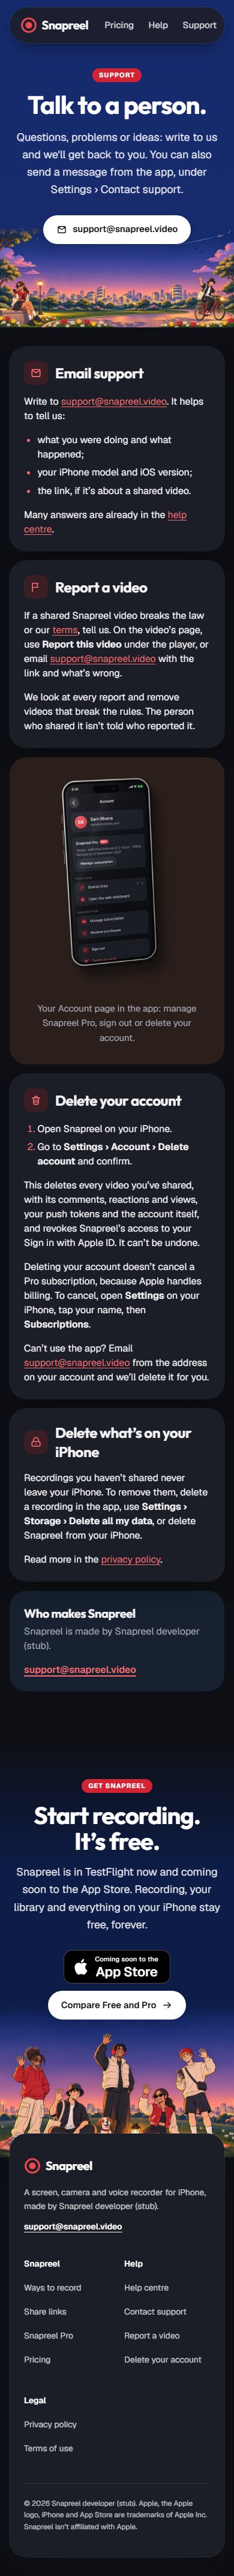 Snapreel
Pricing
Help
Support
SUPPORT
Talk to a person.
Questions, problems or ideas: write to us
and we'll get back to you. You can also
send a message from the app, under
Settings › Contact support.
support@snapreel.video
Email support
Write to support@snapreel.video. It helps
to tell us:
• what you were doing and what
happened;
• your iPhone model and iOS version;
• the link, if it's about a shared video.
Many answers are already in the help
centre.
Report a video
If a shared Snapreel video breaks the law
or our terms, tell us. On the video's page,
use Report this video under the player, or
email support@snapreel.video with the
link and what's wrong.
We look at every report and remove
videos that break the rules. The person
who shared it isn't told who reported it.
Account
Sam Rivera
Snapreel Pro
Manage subscription
Shared links
Open the web dashboard
Manage subscription
Restore purchases
Sign out
Your Account page in the app: manage
Snapreel Pro, sign out or delete your
account.
Delete your account
1. Open Snapreel on your iPhone.
2. Go to Settings › Account › Delete
account and confirm.
This deletes every video you've shared,
with its comments, reactions and views,
your push tokens and the account itself,
and revokes Snapreel's access to your
Sign in with Apple ID. It can't be undone.
Deleting your account doesn't cancel a
Pro subscription, because Apple handles
billing. To cancel, open Settings on your
iPhone, tap your name, then
Subscriptions.
Can't use the app? Email
support@snapreel.video from the address
on your account and we'll delete it for you.
Delete what's on your
iPhone
Recordings you haven't shared never
leave your iPhone. To remove them, delete
a recording in the app, use Settings ›
Storage › Delete all my data, or delete
Snapreel from your iPhone.
Read more in the privacy policy.
Who makes Snapreel
Snapreel is made by Snapreel developer
(stub).
support@snapreel.video
GET SNAPREEL
Start recording.
It's free.
Snapreel is in TestFlight now and coming
soon to the App Store. Recording, your
library and everything on your iPhone stay
free, forever.
Coming soon to the
App Store
Compare Free and Pro →
Snapreel
A screen, camera and voice recorder for iPhone,
made by Snapreel developer (stub).
support@snapreel.video
Snapreel
Ways to record
Share links
Snapreel Pro
Pricing
Help
Help centre
Contact support
Report a video
Delete your account
Legal
Privacy policy
Terms of use
© 2026 Snapreel developer (stub). Apple, the Apple
logo, iPhone and App Store are trademarks of Apple Inc.
Snapreel isn't affiliated with Apple.